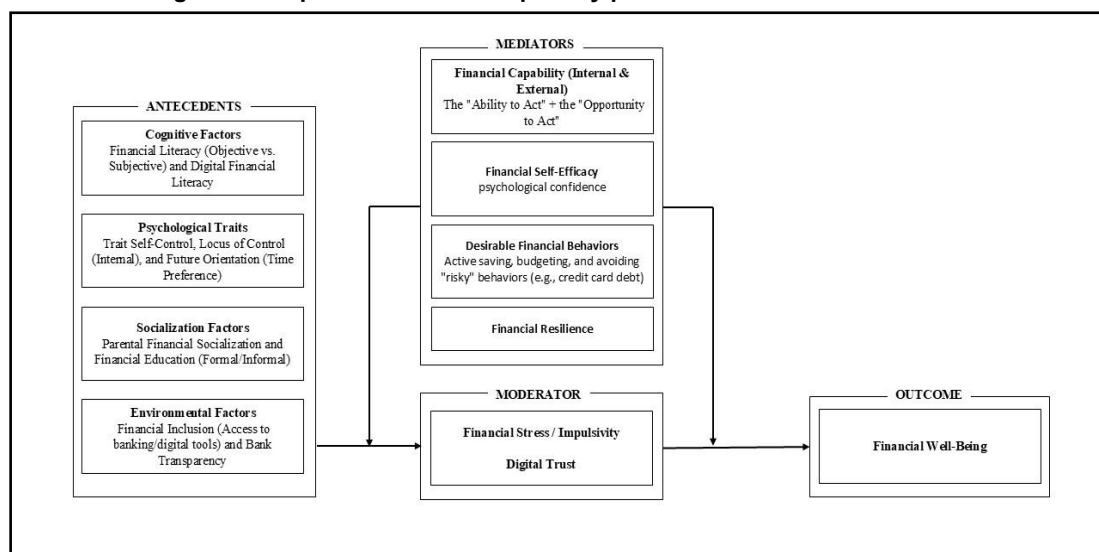 ANTECEDENTS
Cognitive Factors
Financial Literacy (Objective vs.
Subjective) and Digital Financial
Literacy
Psychological Traits
Trait Self-Control, Locus of Control
(Internal), and Future Orientation (Time
Preference)
Socialization Factors
Parental Financial Socialization and
Financial Education (Formal/Informal)
Environmental Factors
Financial Inclusion (Access to
banking/digital tools) and Bank
Transparency
MEDIATORS
Financial Capability (Internal &
External)
The "Ability to Act" + the "Opportunity
to Act"
Financial Self-Efficacy
psychological confidence
Desirable Financial Behaviors
Active saving, budgeting, and avoiding
"risky" behaviors (e.g., credit card debt)
Financial Resilience
MODERATOR
Financial Stress / Impulsivity
Digital Trust
OUTCOME
Financial Well-Being